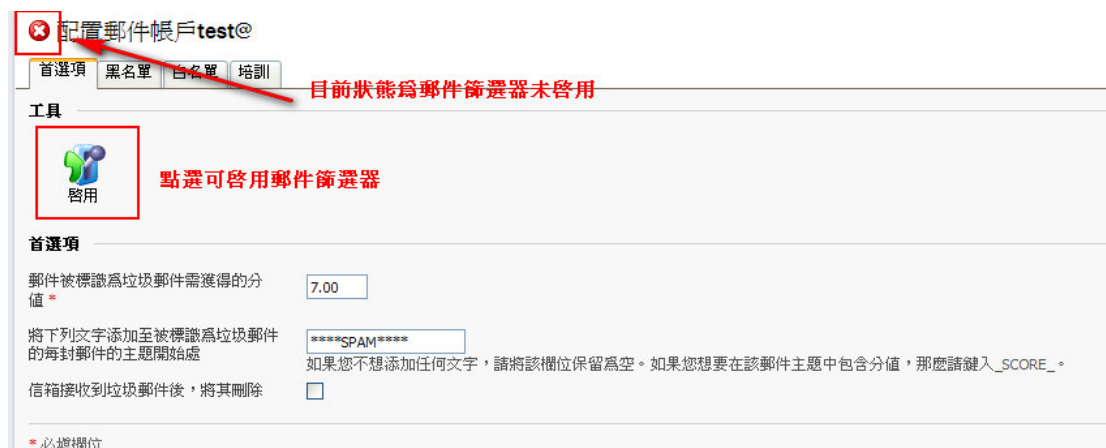 配置郵件帳戶test@
首選項 黑名單 白名單 培訓
目前狀態爲郵件篩選器未啓用
工具
啓用
點選可啓用郵件篩選器
首選項
郵件被標識爲垃圾郵件需獲得的分
值 *
7.00
將下列文字添加至被標識爲垃圾郵件
的每封郵件的主題開始處
****SPAM****
如果您不想添加任何文字，請將該欄位保留爲空。如果您想要在該郵件主題中包含分值，那麼請鍵入_SCORE_。
信箱接收到垃圾郵件後，將其刪除
* 必填欄位